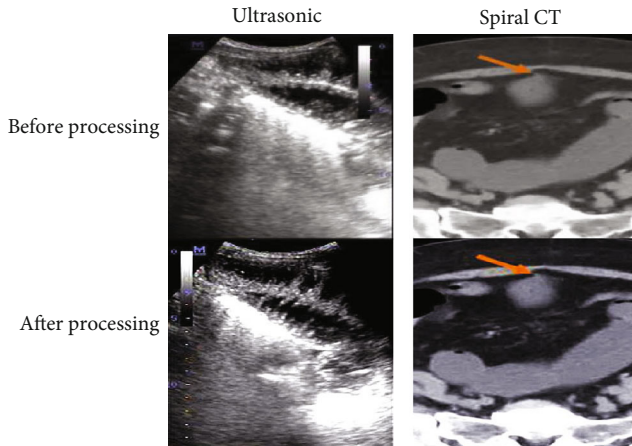 Ultrasonic Spiral CT
Before processing
M
After processing
M